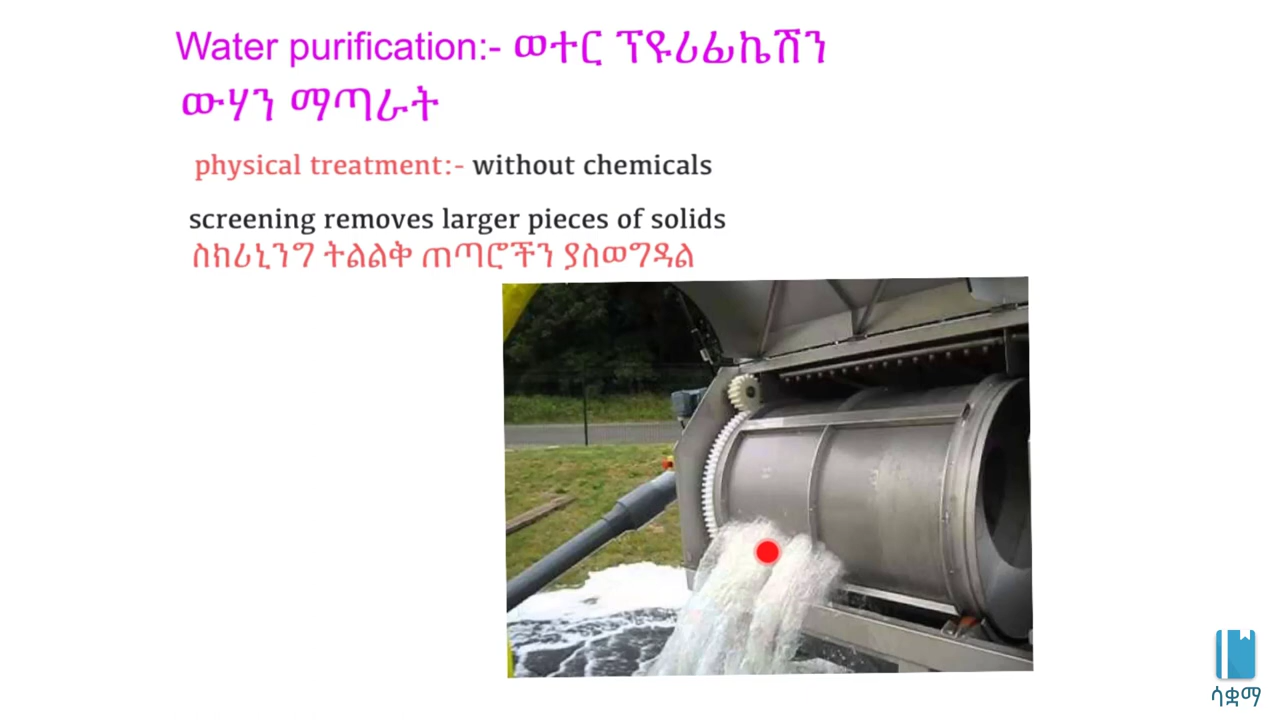 Water purification:- ወተር ፕዩሪፊኬሽን
ውሃን ማጣራት
physical treatment:- without chemicals
screening removes larger pieces of solids
ስክሪኒንግ ትልልቅ ጠጣሮችን ያስወግዳል
ሳቋማ